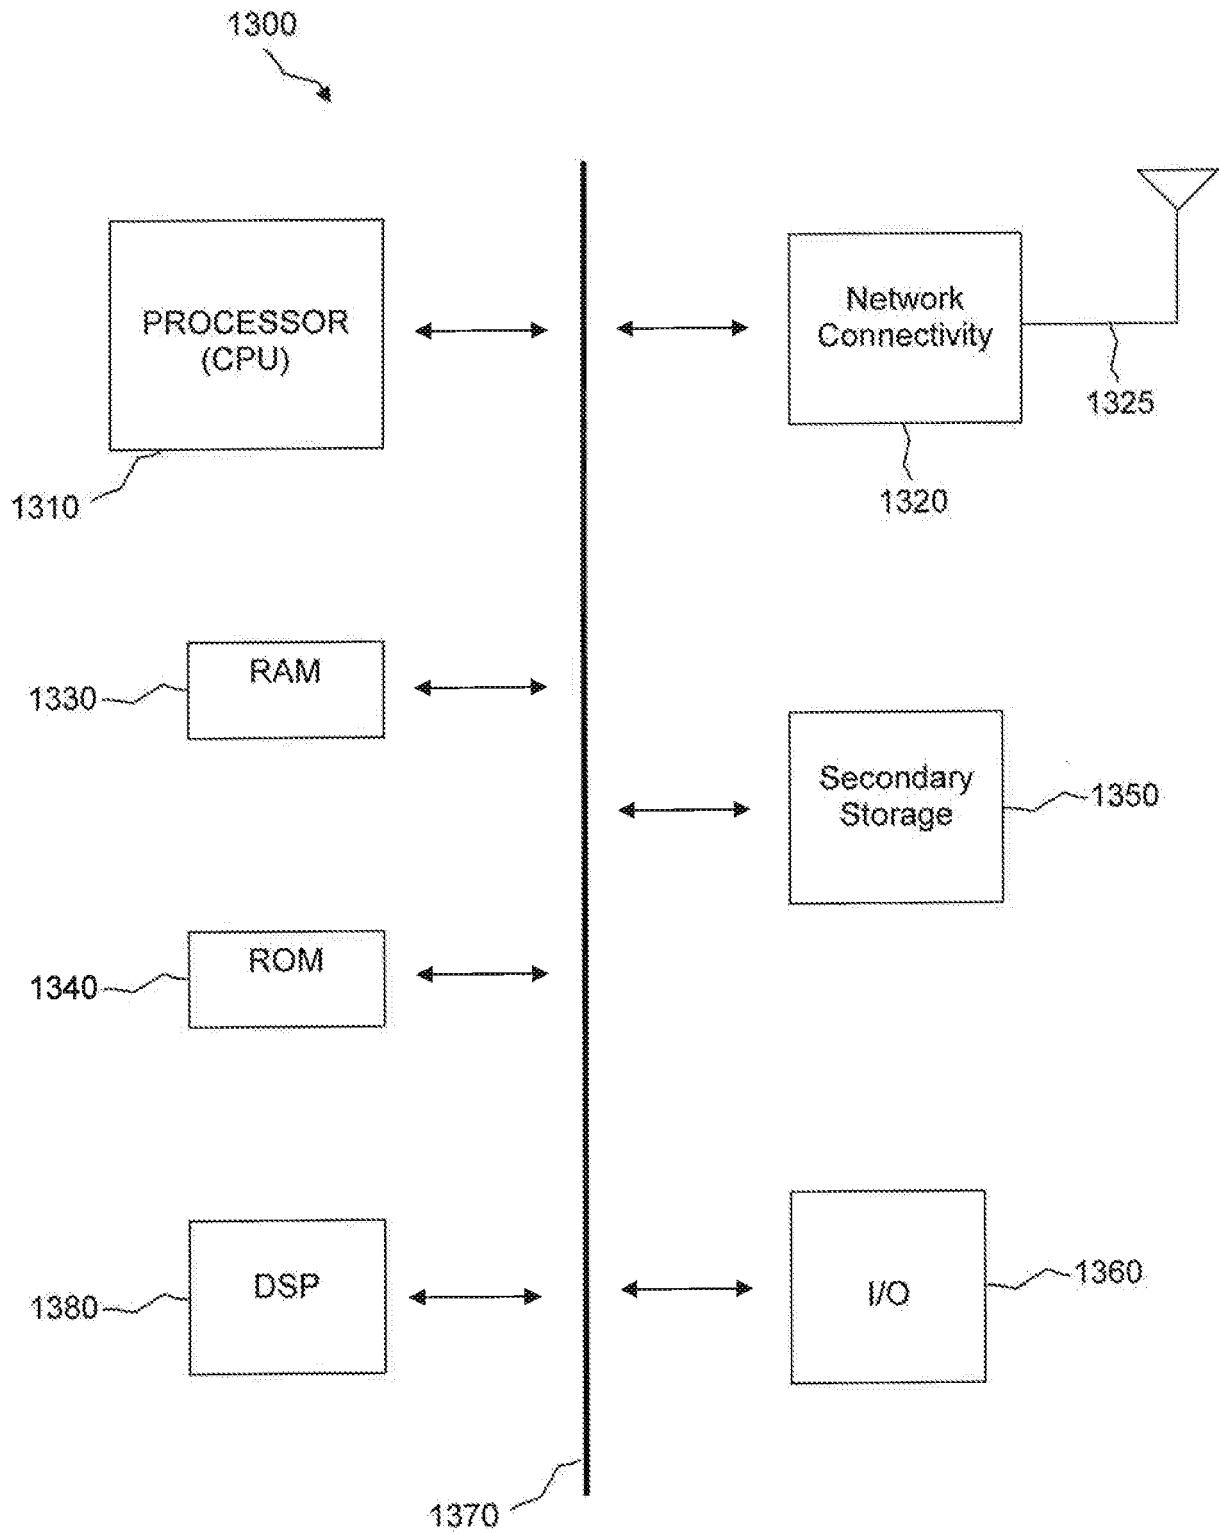 1300
PROCESSOR
(CPU)
1310
Network
Connectivity
1325
1320
RAM
1330
Secondary
Storage
1350
ROM
1340
DSP
1380
I/O
1360
1370